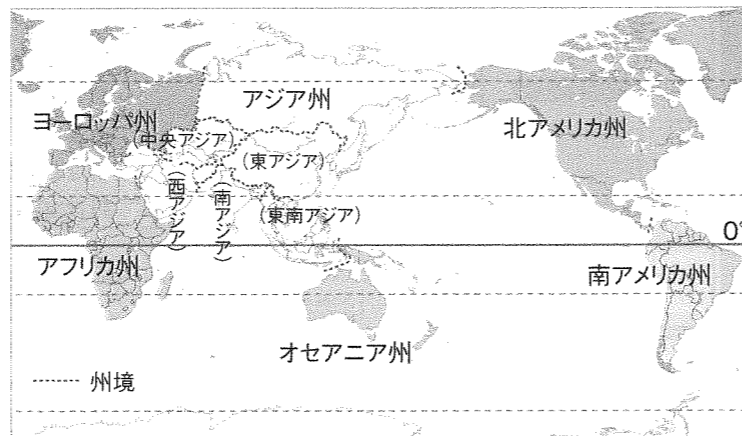 アジア州
ヨーロッパ州
(中央アジア)
北アメリカ州
(東アジア)
(西アジア)
(南アジア)
(東南アジア)
0°
アフリカ州
南アメリカ州
オセアニア州
州境